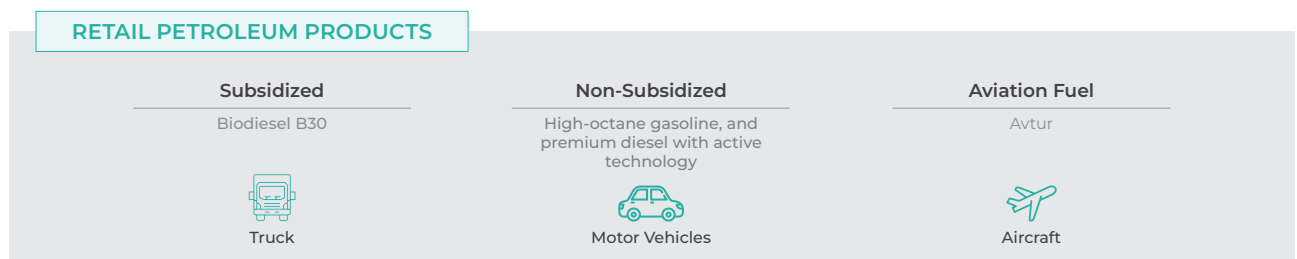 RETAIL PETROLEUM PRODUCTS
Subsidized
Biodiesel B30
Truck
Non-Subsidized
High-octane gasoline, and
premium diesel with active
technology
Motor Vehicles
Aviation Fuel
Avtur
Aircraft